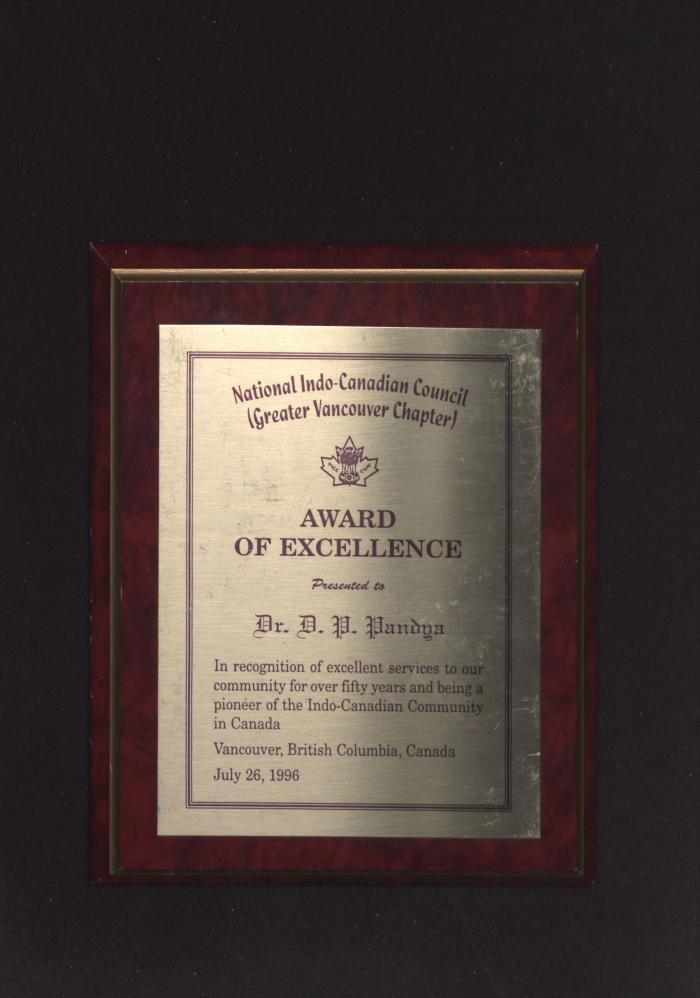 National Indo-Canadian Council
(Greater Vancouver Chapter)
AWARD
OF EXCELLENCE
Presented to
Dr. D. P. Pandya
In recognition of excellent services to our
community for over fifty years and being a
pioneer of the Indo-Canadian Community
in Canada
Vancouver, British Columbia, Canada
July 26, 1996